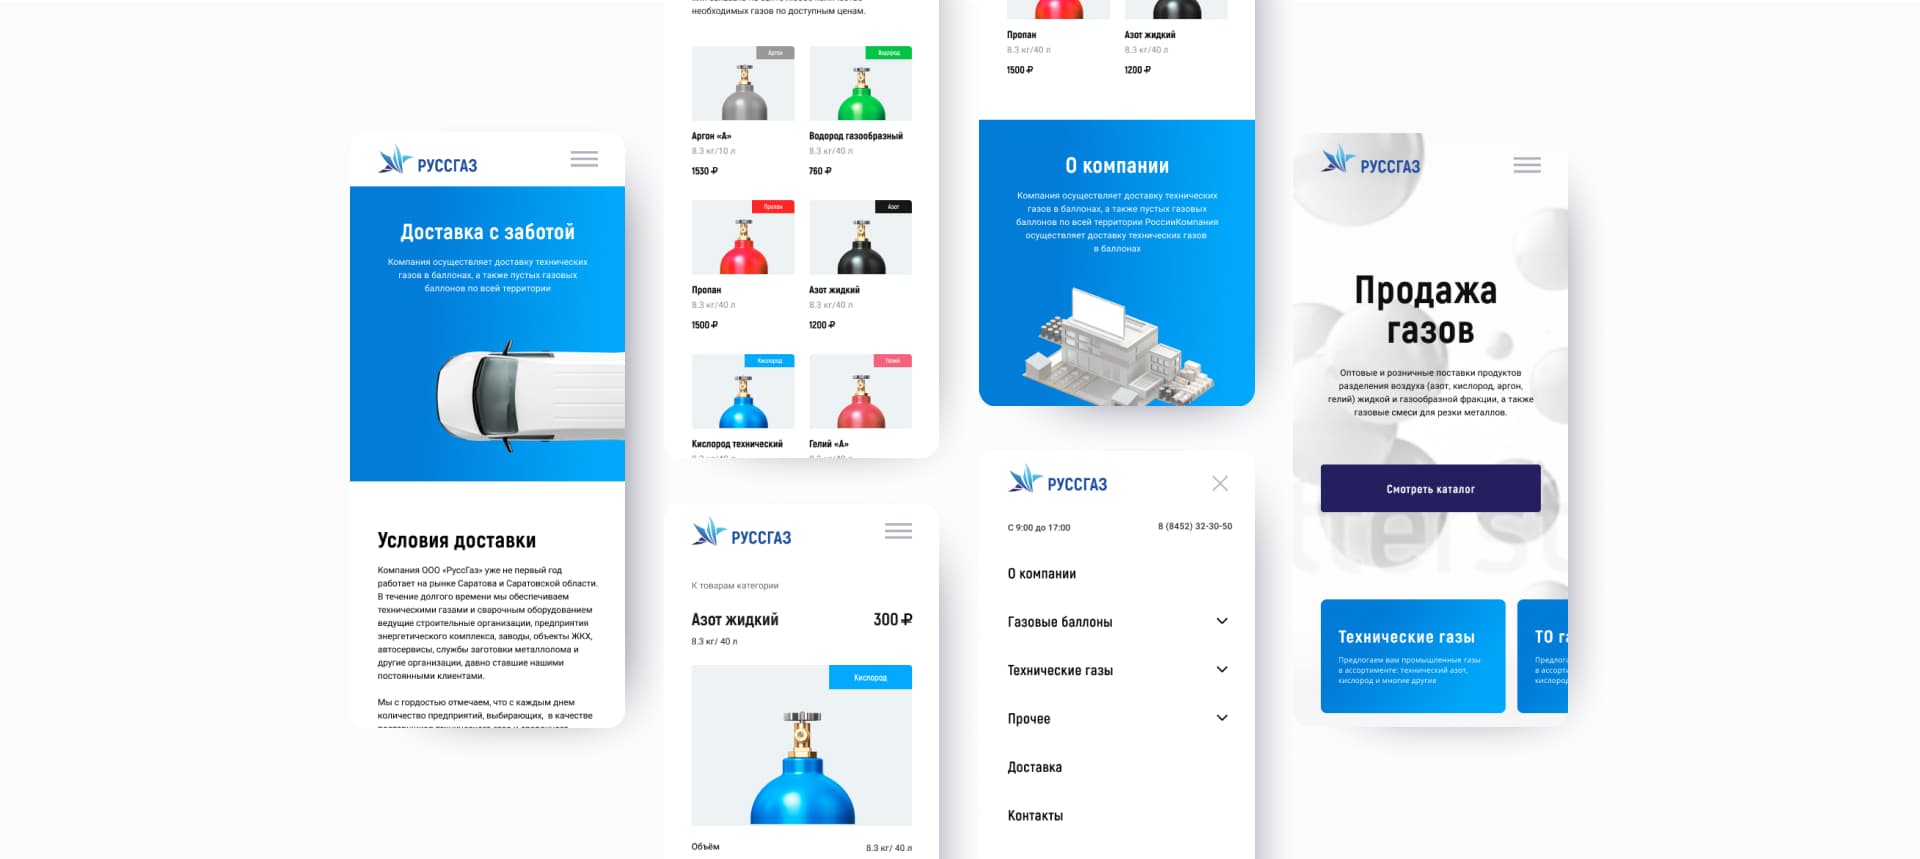 РУССГАЗ
Доставка с заботой
Компания осуществляет доставку технических
газов в баллонах, а также пустых газовых
баллонов по всей территории
Условия доставки
Компания ООО «РуссГаз» уже не первый год
работает на рынке Саратова и Саратовской области.
В течение долгого времени мы обеспечиваем
техническими газами и сварочным оборудованием
ведущие строительные организации, предприятия
энергетического комплекса, заводы, объекты ЖКХ,
автосервисы, службы заготовки металлолома и
другие организации, давно ставшие нашими
постоянными клиентами.
Мы с гордостью отмечаем, что с каждым днем
количество предприятий, выбирающих, в качестве
необходимых газов по доступным ценам.
Аргон
Водород
Аргон «А»
Водород газообразный
8.3 кг/10 л
8.3 кг/40 л
1530 ₽
760 ₽
Пропан
Азот
Пропан
Азот жидкий
8.3 кг/40 л
8.3 кг/40 л
1500 ₽
1200 ₽
Кислород
Гелий
Кислород технический
Гелий «А»
РУССГАЗ
К товарам категории
Азот жидкий
300 ₽
8.3 кг/ 40 л
Кислород
Объём
8.3 кг/ 40 л
Пропан
Азот жидкий
8.3 кг/40 л
8.3 кг/40 л
1500 ₽
1200 ₽
О компании
Компания осуществляет доставку технических
газов в баллонах, а также пустых газовых
баллонов по всей территории РоссииКомпания
осуществляет доставку технических газов
в баллонах
РУССГАЗ
С 9:00 до 17:00
8 (8452) 32-30-50
О компании
Газовые баллоны
Технические газы
Прочее
Доставка
Контакты
РУССГАЗ
Продажа
газов
Оптовые и розничные поставки продуктов
разделения воздуха (азот, кислород, аргон,
гелий) жидкой и газообразной фракции, а также
газовые смеси для резки металлов.
Смотреть каталог
Технические газы
Предлогаем вам промышленные газы
в ассортименте: технический азот,
кислород и многие другие
ТО